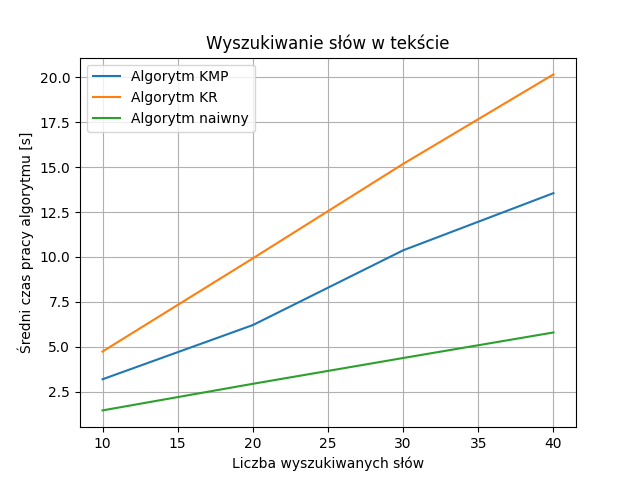 Wyszukiwanie słów w tekście
Algorytm KMP
Algorytm KR
Algorytm naiwny
Średni czas pracy algorytmu [s]
20.0
17.5
15.0
12.5
10.0
7.5
5.0
2.5
10 15 20 25 30 35 40
Liczba wyszukiwanych słów